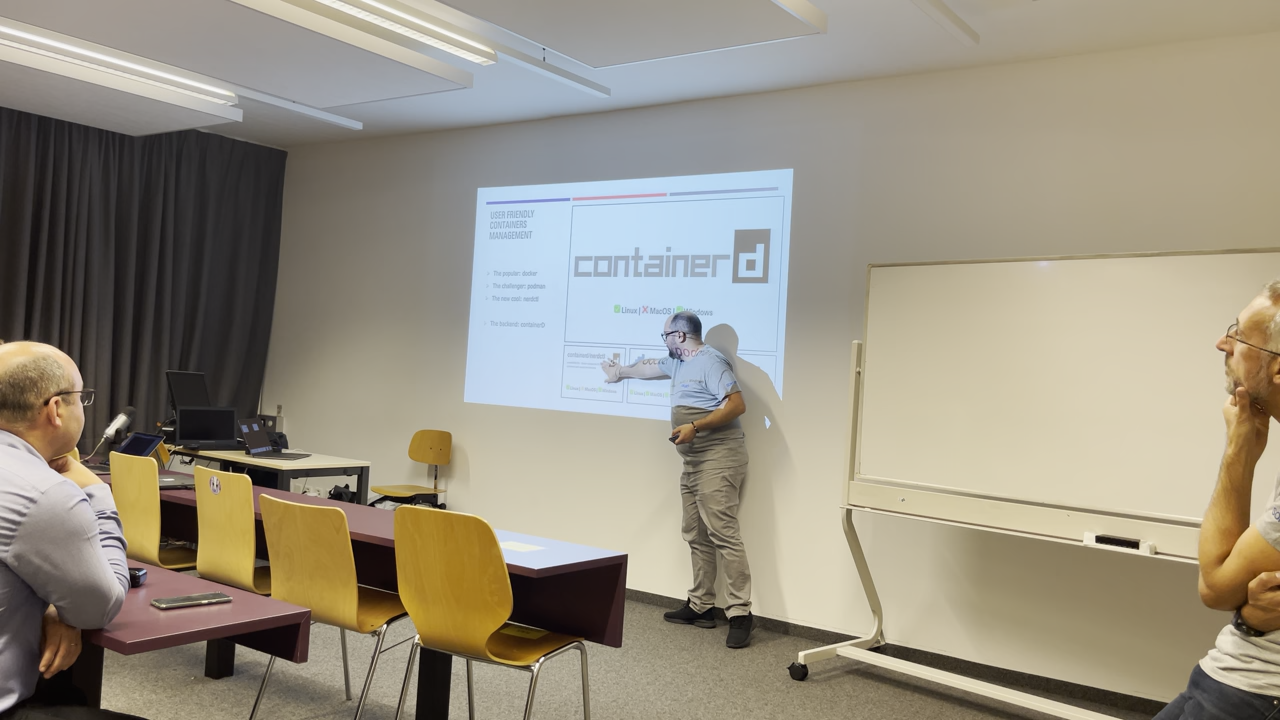 USER FRIENDLY
CONTAINERS
MANAGEMENT
The popular: docker
The challenger: podman
The new cool: nerdctl
The backend: containerD
containerd
Linux | MacOS | Windows